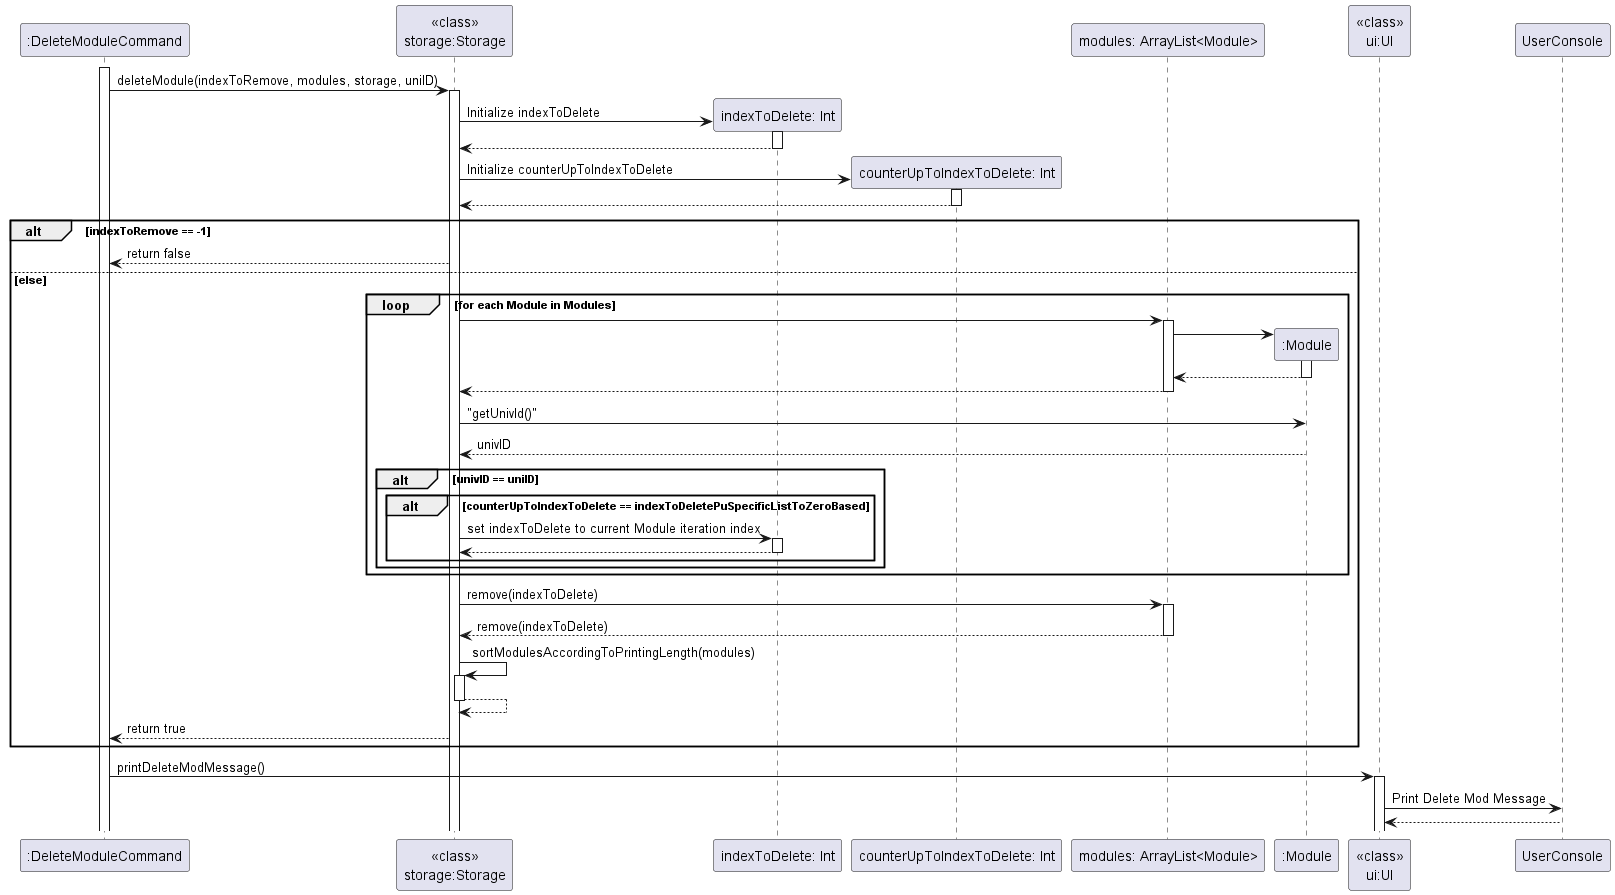 «class»
:DeleteModuleCommand
storage:Storage
modules: ArrayList<Module>
«class»
ui:UI
UserConsole
deleteModule(indexToRemove, modules, storage, uniID)
Initialize indexToDelete
indexToDelete: Int
Initialize counterUpToIndexToDelete
counterUpToIndexToDelete: Int
alt
[indexToRemove == -1]
return false
[else]
loop
[for each Module in Modules]
:Module
"getUnivId()"
univID
alt
[univID == uniID]
alt
[counterUpToIndexToDelete == indexToDeletePuSpecificListToZeroBased]
set indexToDelete to current Module iteration index
remove(indexToDelete)
remove(indexToDelete)
sortModulesAccordingToPrintingLength(modules)
return true
printDeleteModMessage()
Print Delete Mod Message
:DeleteModuleCommand
«class»
storage:Storage
indexToDelete: Int
counterUpToIndexToDelete: Int
modules: ArrayList<Module>
:Module
«class»
ui:UI
UserConsole